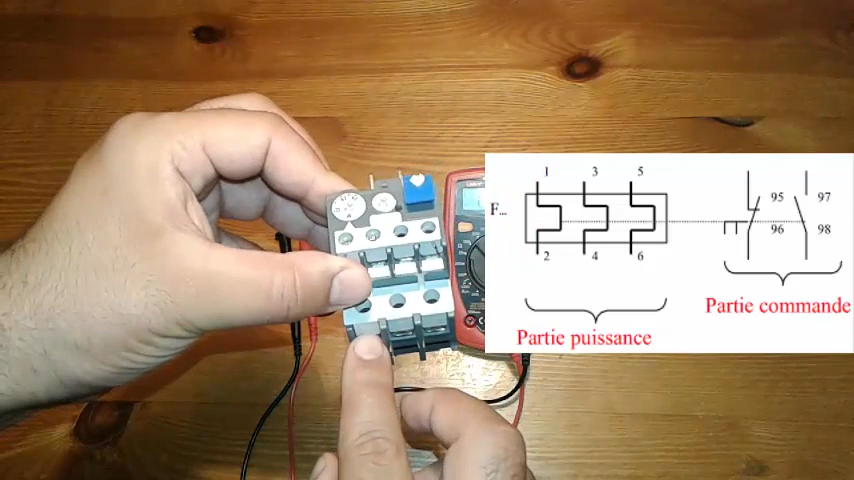 1 3 5
95 97
F...
96 98
2 4 6
Partie commande
Partie puissance